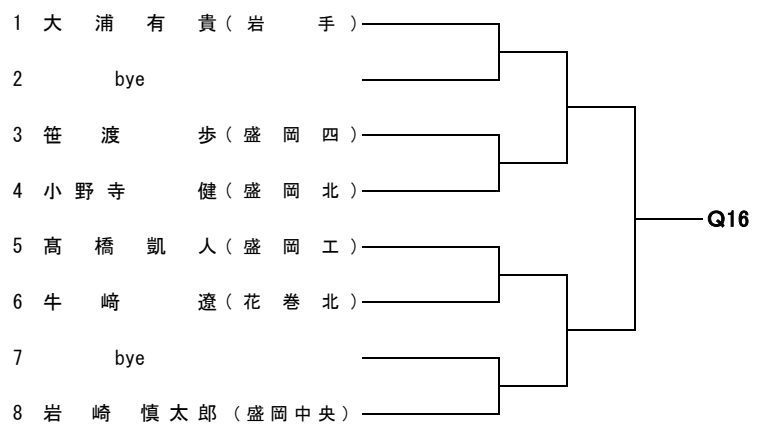 1 大浦有貴(岩手)
2 bye
3 笹渡歩(盛岡四)
4 小野寺健(盛岡北)
5 髙橋凱人(盛岡工)
6 牛﨑遼(花巻北)
Q16
7 bye
8 岩崎慎太郎(盛岡中央)